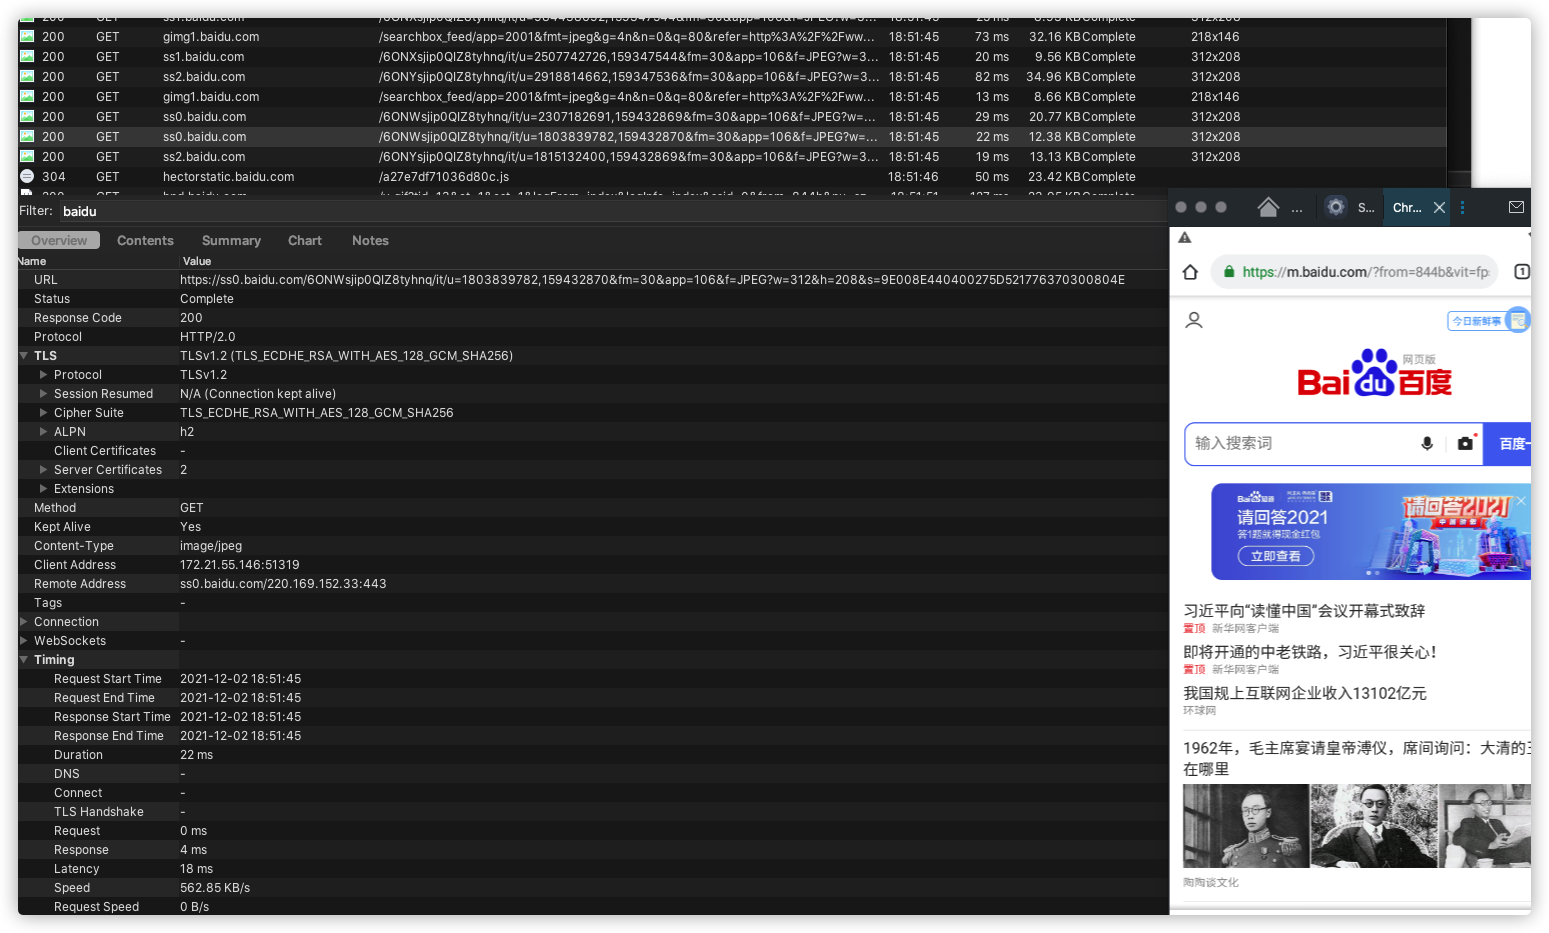 200 GET gimg1.baidu.com /searchbox_feed/app=2001&fmt=jpeg&g=4n&n=0&q=80&refer=http%3A%2F%2Fww... 18:51:45 73 ms 32.16 KB Complete 218x146
200 GET ss1.baidu.com /6ONXsjip0QIZ8tyhnq/it/u=2507742726,159347544&fm=30&app=106&f=JPEG?w=3... 18:51:45 20 ms 9.56 KB Complete 312x208
200 GET ss2.baidu.com /6ONYsjip0QIZ8tyhnq/it/u=2918814662,159347536&fm=30&app=106&f=JPEG?w=3... 18:51:45 82 ms 34.96 KB Complete 312x208
200 GET gimg1.baidu.com /searchbox_feed/app=2001&fmt=jpeg&g=4n&n=0&q=80&refer=http%3A%2F%2Fww... 18:51:45 13 ms 8.66 KB Complete 218x146
200 GET ss0.baidu.com /6ONWsjip0QIZ8tyhnq/it/u=2307182691,159432869&fm=30&app=106&f=JPEG?w=... 18:51:45 29 ms 20.77 KB Complete 312x208
200 GET ss0.baidu.com /6ONWsjip0QIZ8tyhnq/it/u=1803839782,159432870&fm=30&app=106&f=JPEG?w=... 18:51:45 22 ms 12.38 KB Complete 312x208
200 GET ss2.baidu.com /6ONYsjip0QIZ8tyhnq/it/u=1815132400,159432869&fm=30&app=106&f=JPEG?w=3... 18:51:45 19 ms 13.13 KB Complete 312x208
304 GET hectorstatic.baidu.com /a27e7df71036d80c.js 18:51:46 50 ms 23.42 KB Complete
Filter: baidu
Overview Contents Summary Chart Notes
Name Value
URL https://ss0.baidu.com/6ONWsjip0QIZ8tyhnq/it/u=1803839782,159432870&fm=30&app=106&f=JPEG?w=312&h=208&s=9E008E440400275D521776370300804E
Status Complete
Response Code 200
Protocol HTTP/2.0
TLS TLSv1.2 (TLS_ECDHE_RSA_WITH_AES_128_GCM_SHA256)
Protocol TLSv1.2
Session Resumed N/A (Connection kept alive)
Cipher Suite TLS_ECDHE_RSA_WITH_AES_128_GCM_SHA256
ALPN h2
Client Certificates -
Server Certificates 2
Extensions
Method GET
Kept Alive Yes
Content-Type image/jpeg
Client Address 172.21.55.146:51319
Remote Address ss0.baidu.com/220.169.152.33:443
Tags -
Connection
WebSockets -
Timing
Request Start Time 2021-12-02 18:51:45
Request End Time 2021-12-02 18:51:45
Response Start Time 2021-12-02 18:51:45
Response End Time 2021-12-02 18:51:45
Duration 22 ms
DNS -
Connect -
TLS Handshake -
Request 0 ms
Response 4 ms
Latency 18 ms
Speed 562.85 KB/s
Request Speed 0 B/s
... S... Chr...
https://m.baidu.com/?from=844b&vit=fp
1
今日新鲜事
Bai du 百度 网页版
输入搜索词 百度一
请回答2021 请回答2021
答1题就得现金红包
立即查看
习近平向“读懂中国”会议开幕式致辞
置顶 新华网客户端
即将开通的中老铁路，习近平很关心！
置顶 新华网客户端
我国规上互联网企业收入13102亿元
环球网
1962年，毛主席宴请皇帝溥仪，席间询问：大清的玉
在哪里
陶陶谈文化